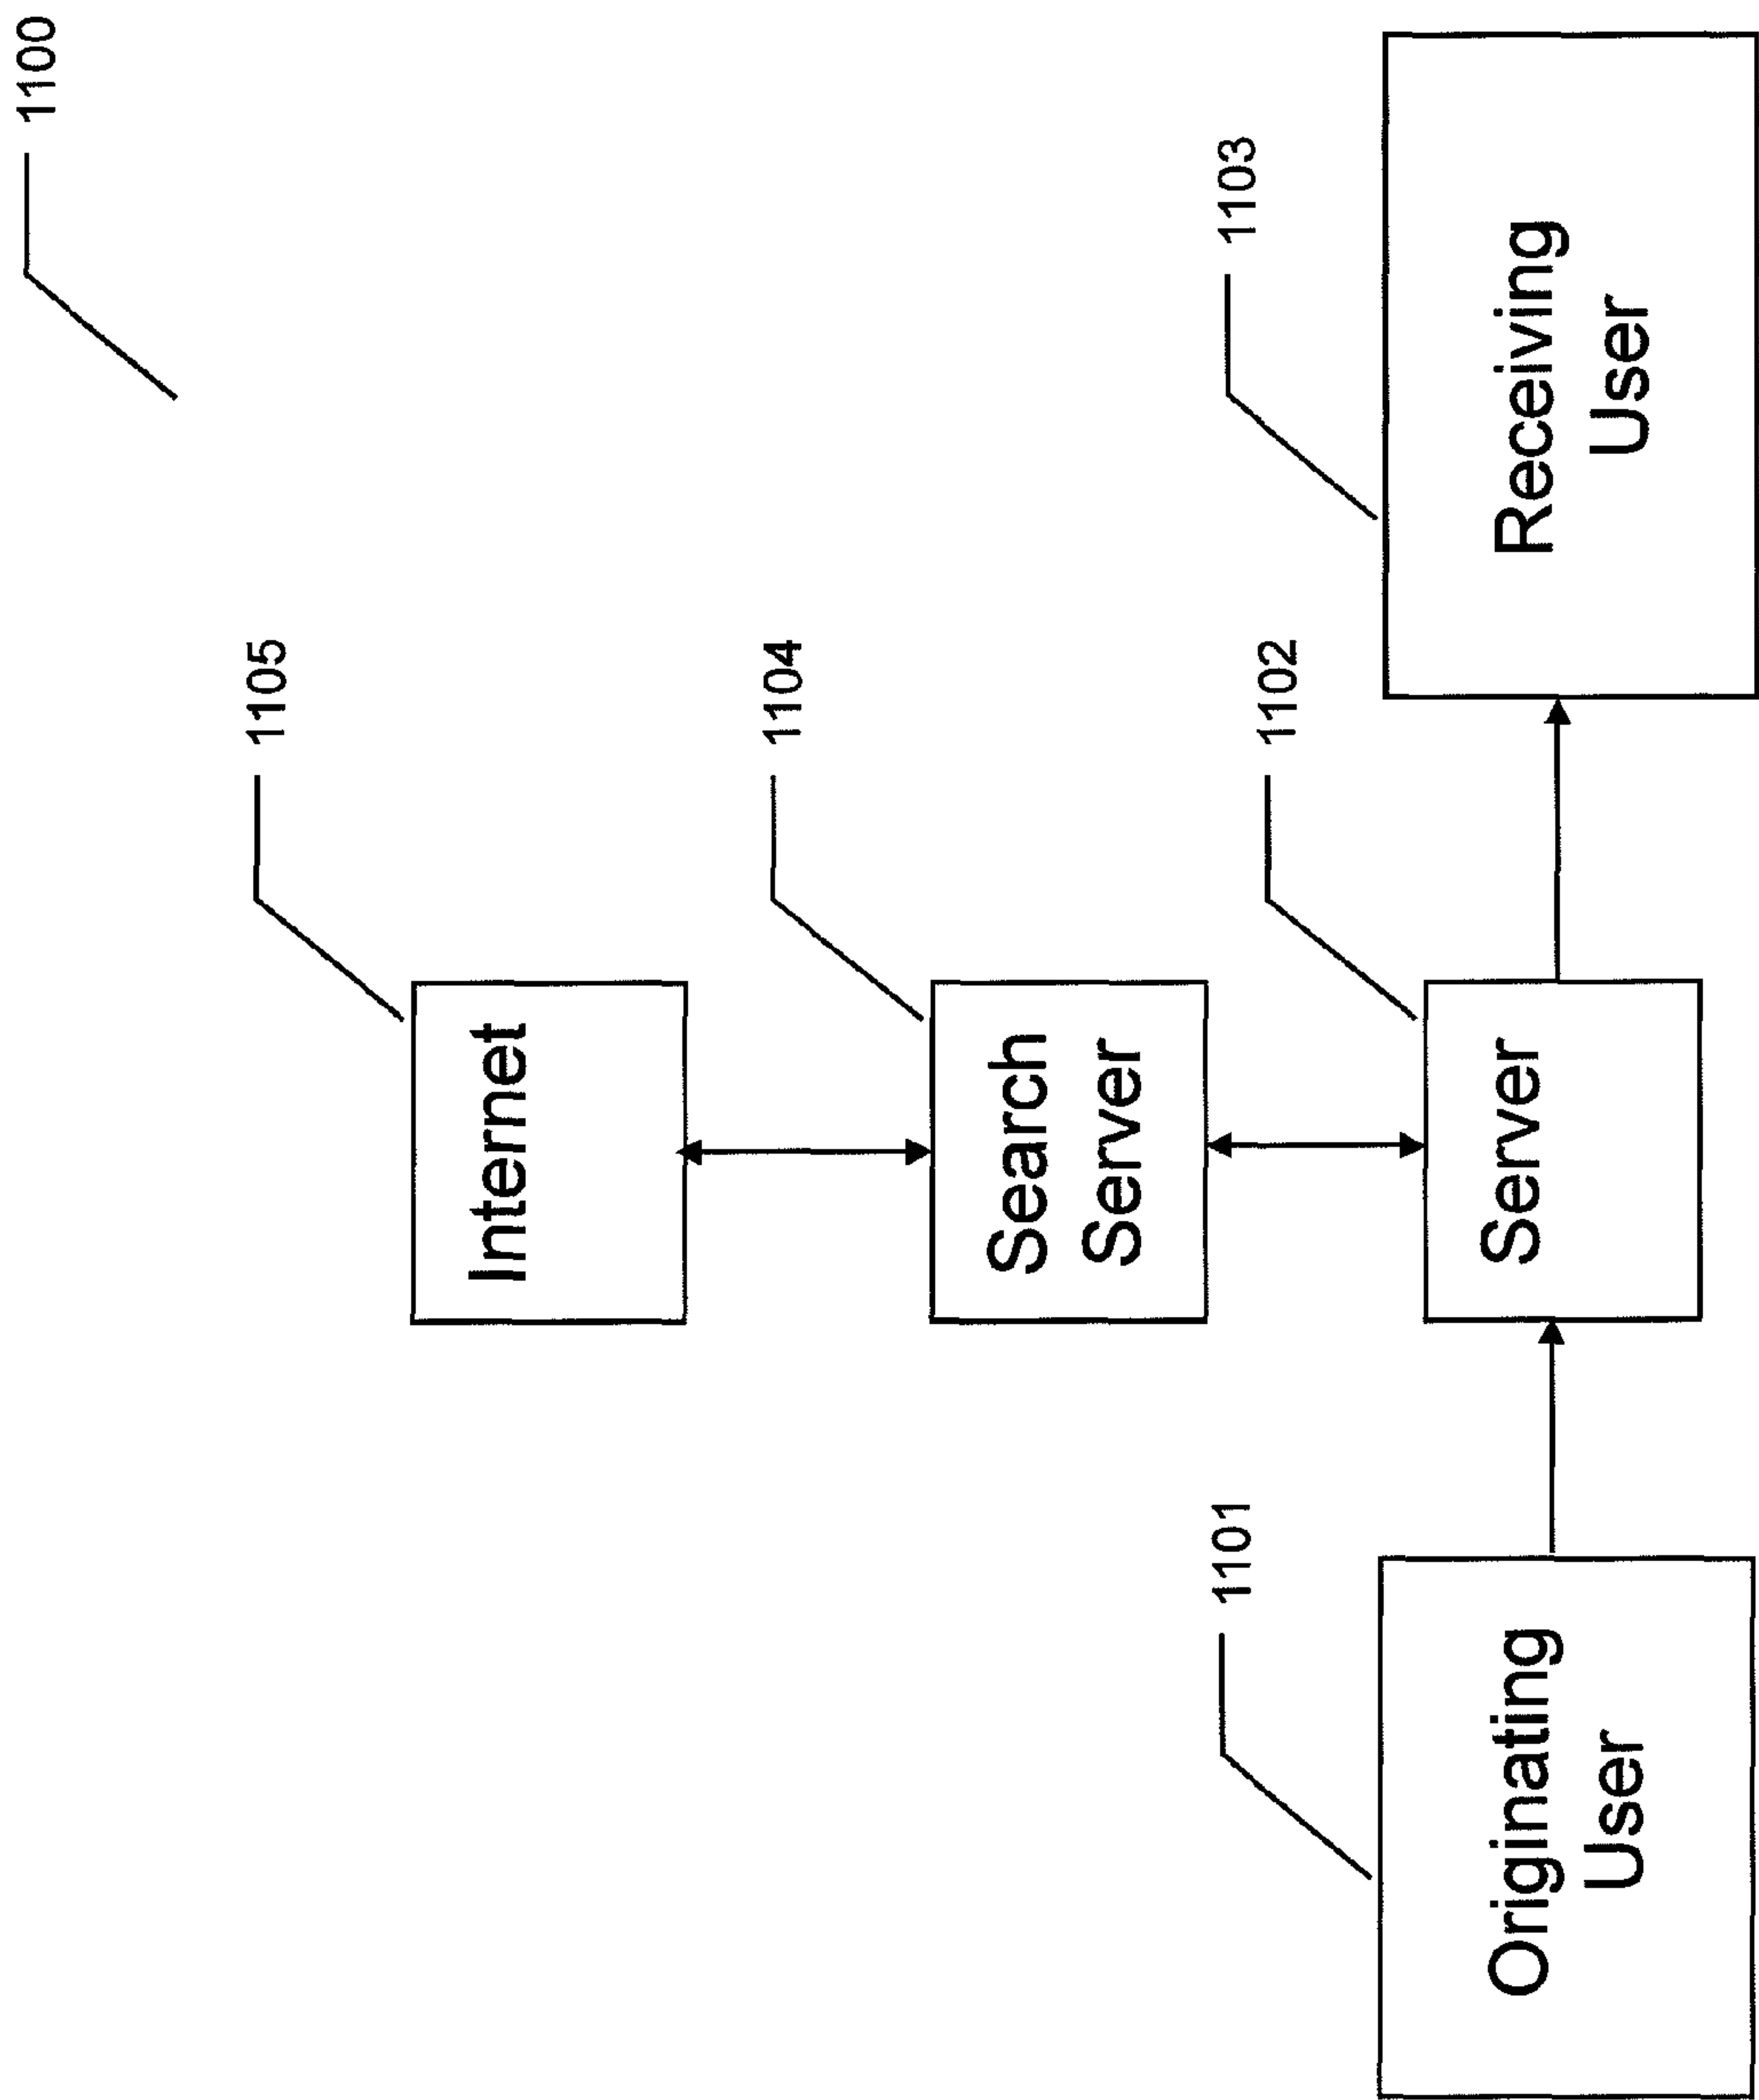 1100
1105
Internet
1104
Search
Server
1101
1102
1103
Originating
User
Server
Receiving
User